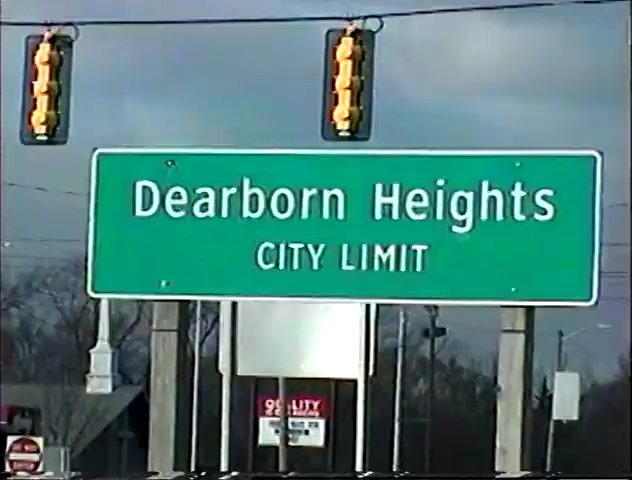 Dearborn Heights
CITY LIMIT
QUALITY
DO NOT
ENTER